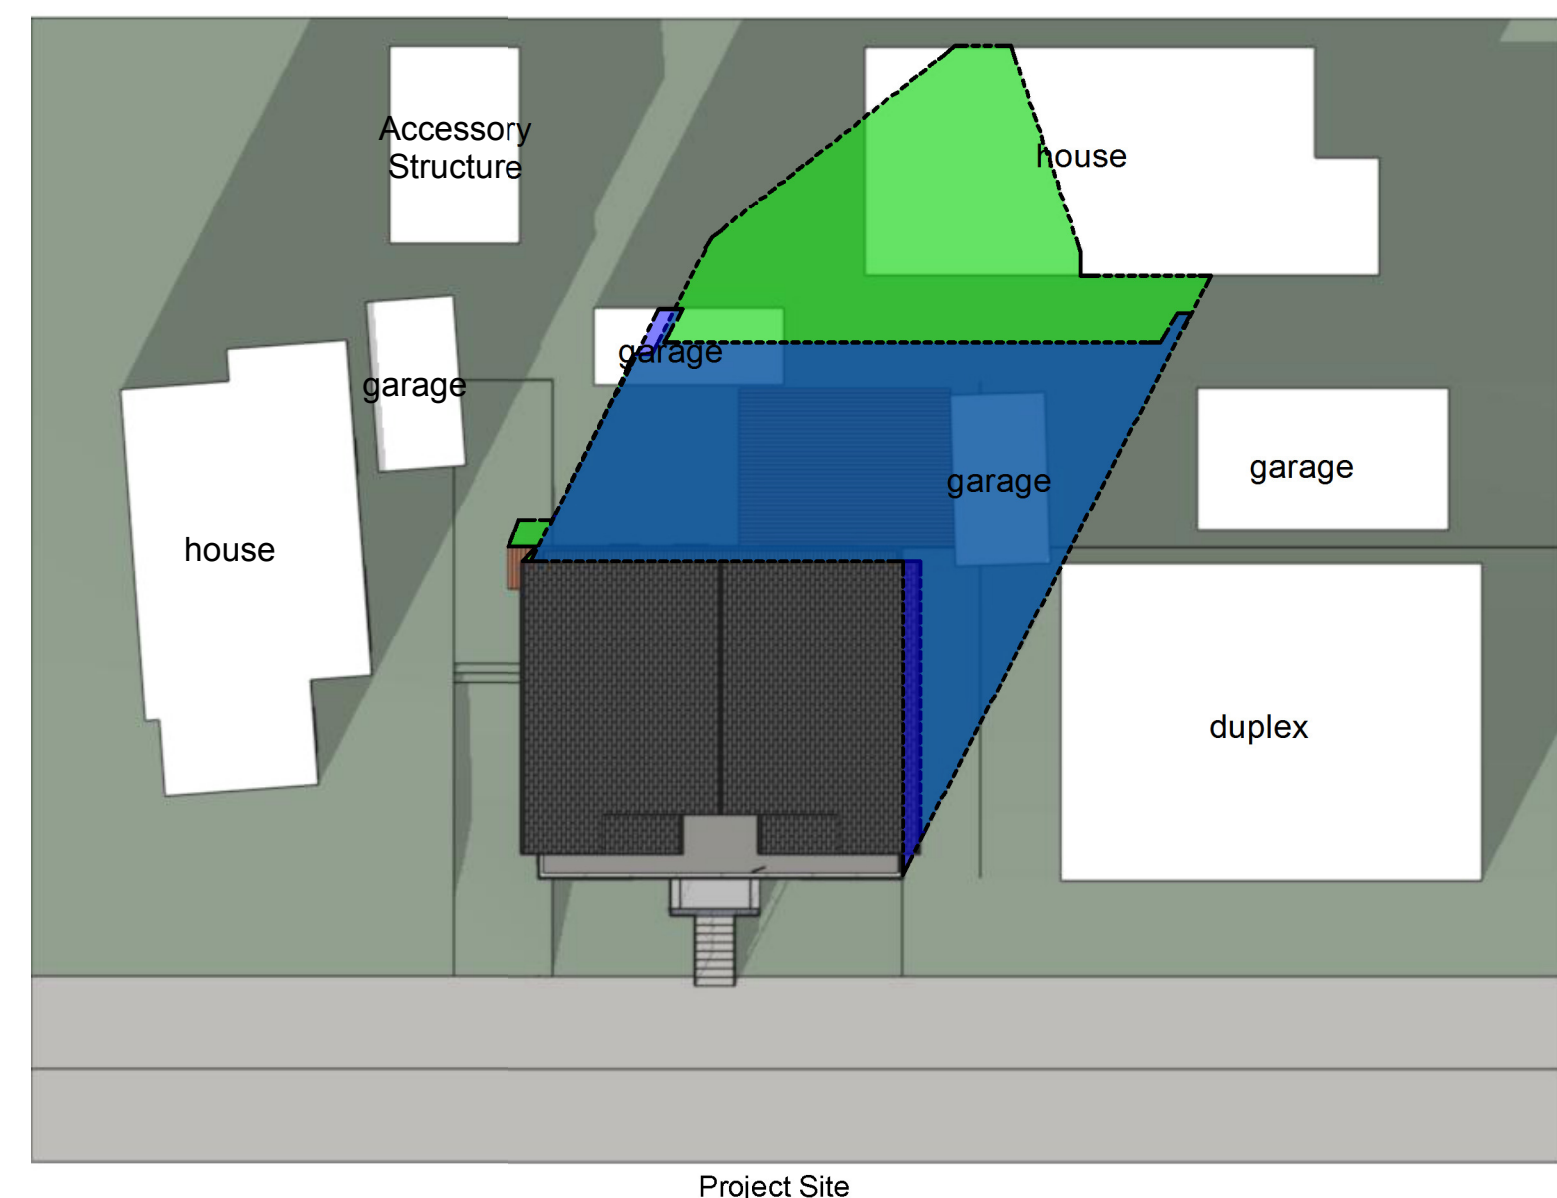 Accessory
Structure
house
garage
garage
garage
garage
house
duplex
Project Site